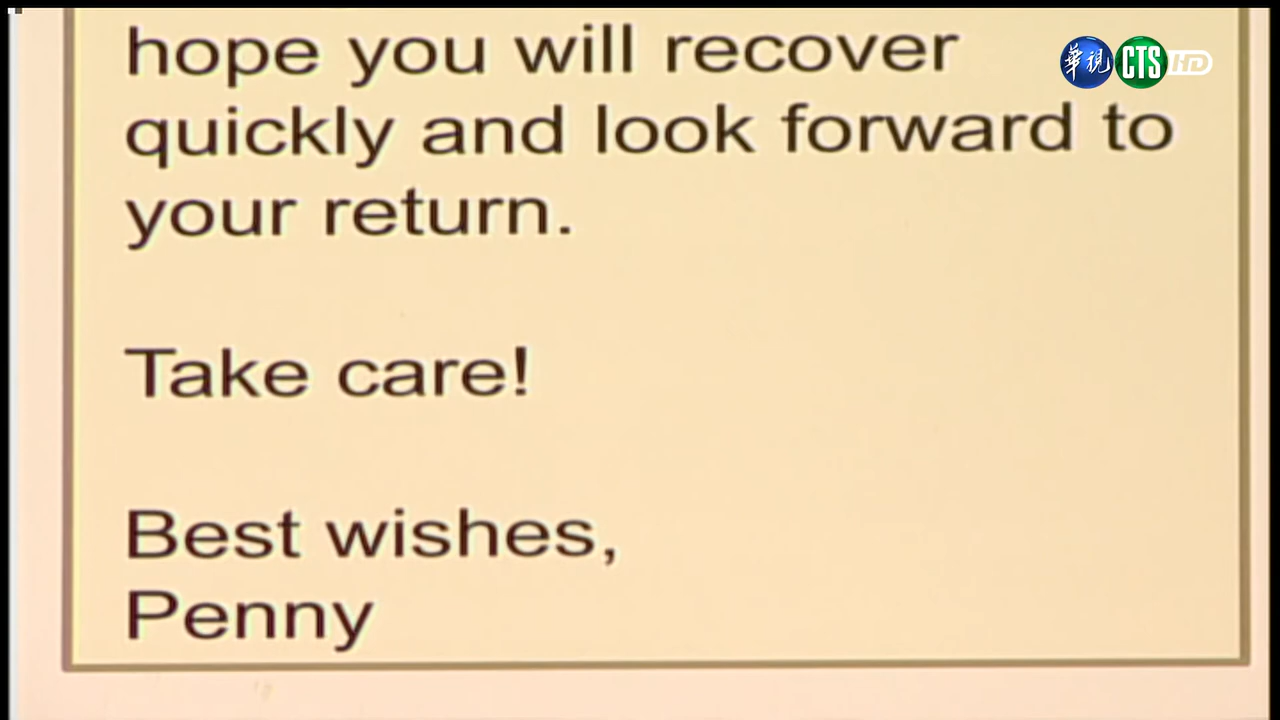 hope you will recover
quickly and look forward to
your return.
Take care!
Best wishes,
Penny
華視 CTS HD